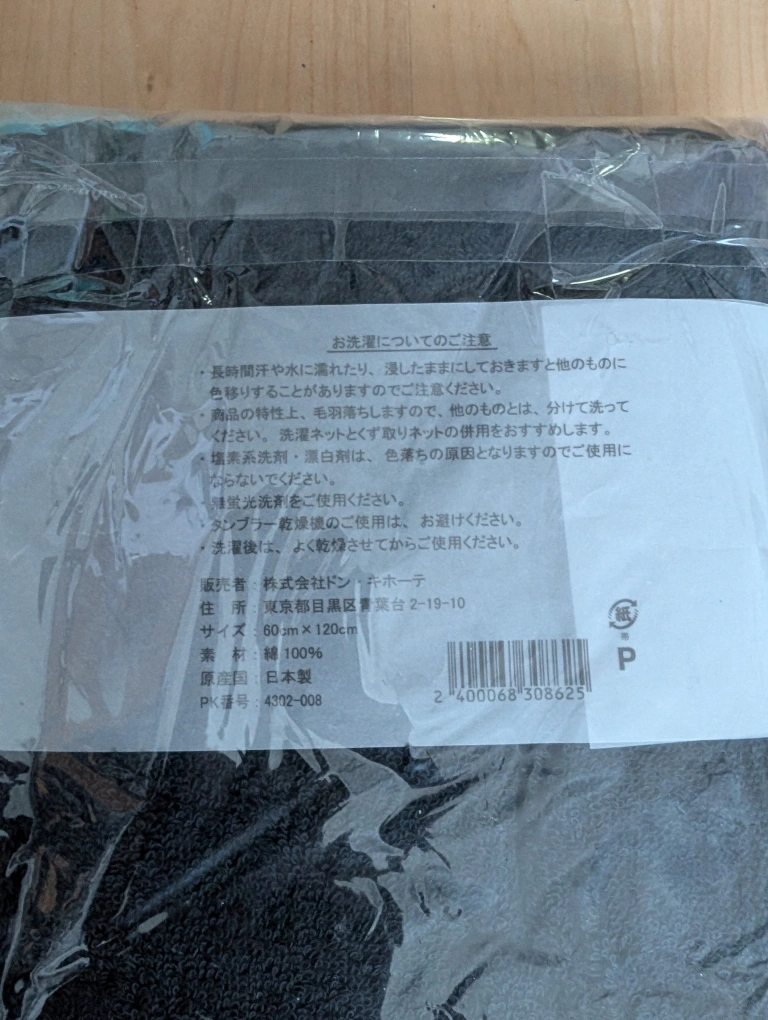 お洗濯についてのご注意
・長時間汗や水に濡れたり、浸したままにしておきますと他のものに
色移りすることがありますのでご注意ください。
・商品の特性上、毛羽落ちしますので、他のものとは、分けて洗って
ください。洗濯ネットとくず取りネットの併用をおすすめします。
・塩素系洗剤・漂白剤は、色落ちの原因となりますのでご使用に
ならないでください。
・無蛍光洗剤をご使用ください。
・タンブラー乾燥機のご使用は、お避けください。
・洗濯後は、よく乾燥させてからご使用ください。
販売者：株式会社ドン・キホーテ
住 所：東京都目黒区青葉台 2-19-10
サイズ：60cm×120cm
素 材：綿 100%
原産国：日本製
PK番号：4302-008
2 400068 308625
紙
P